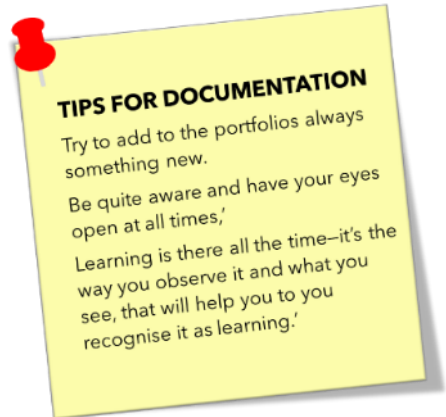 TIPS FOR DOCUMENTATION
Try to add to the portfolios always
something new.
Be quite aware and have your eyes
open at all times,’
Learning is there all the time—it’s the
way you observe it and what you
see, that will help you to you
recognise it as learning.’